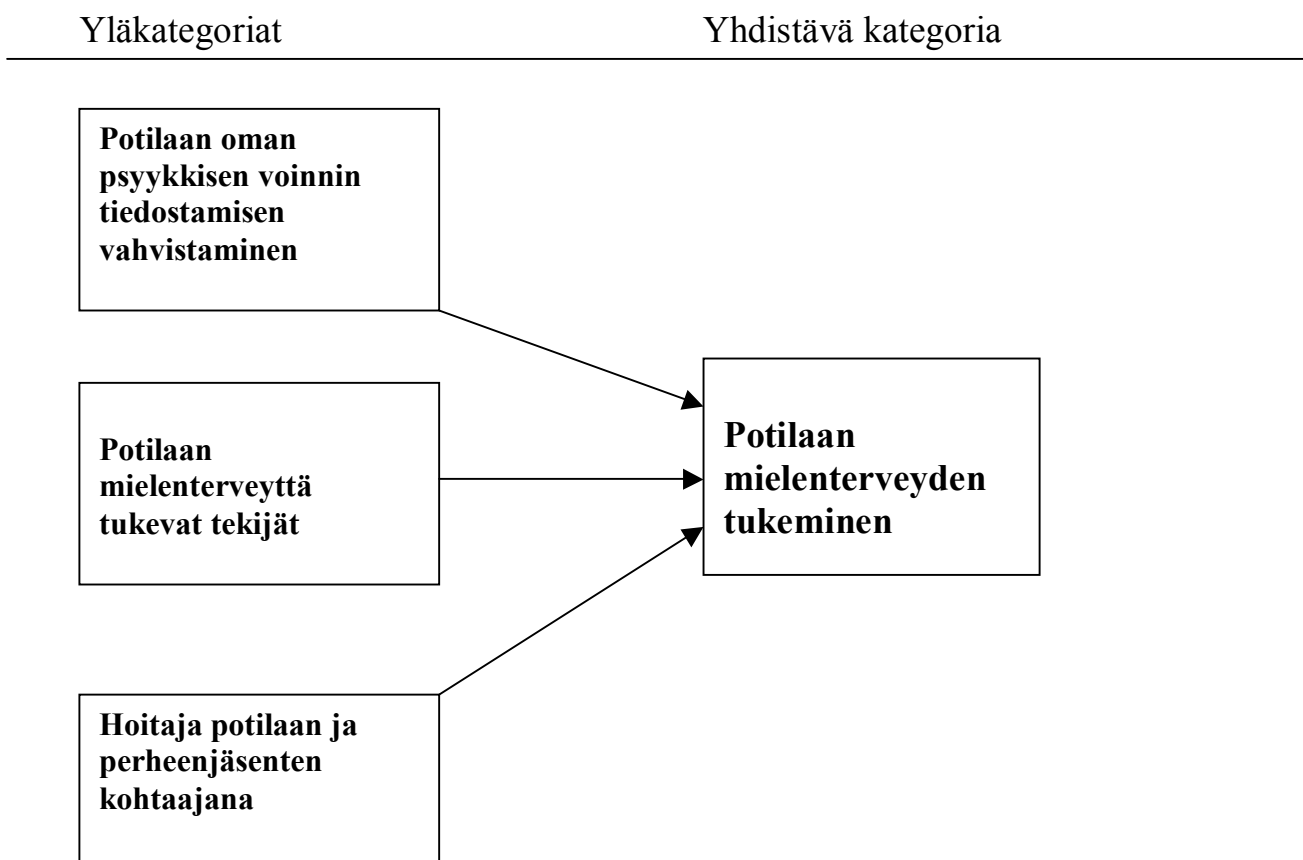 Yläkategoriat
Yhdistävä kategoria
Potilaan oman
psyykkisen voinnin
tiedostamisen
vahvistaminen
Potilaan
mielenterveyttä
tukevat tekijät
Potilaan
mielenterveyden
tukeminen
Hoitaja potilaan ja
perheenjäsenten
kohtaajana